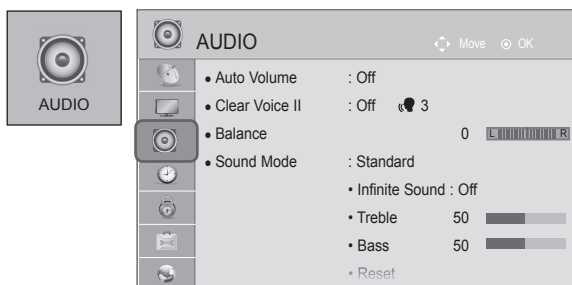 AUDIO
AUDIO
Move OK
• Auto Volume : Off
• Clear Voice II : Off 3
• Balance 0 L R
• Sound Mode : Standard
• Infinite Sound : Off
• Treble 50
• Bass 50
• Reset